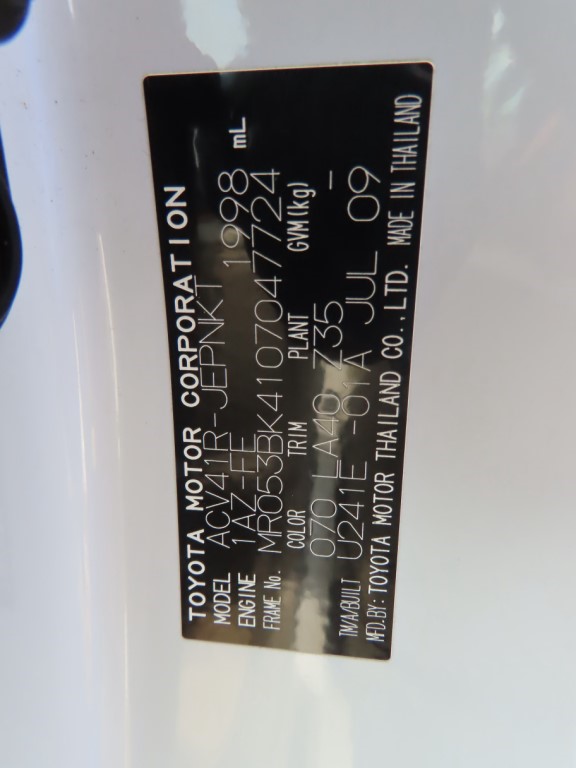 TOYOTA MOTOR CORPORATION
MODEL ACV41R-JEPNKT 1998 mL
ENGINE 1AZ-FE
FRAME No. MR053BK4107047724
COLOR TRIM PLANT GVM(kg)
070 LA40 Z35 -
TM/A/BUILT U241E -01A JUL 09
MFD.BY: TOYOTA MOTOR THAILAND CO.,LTD. MADE IN THAILAND